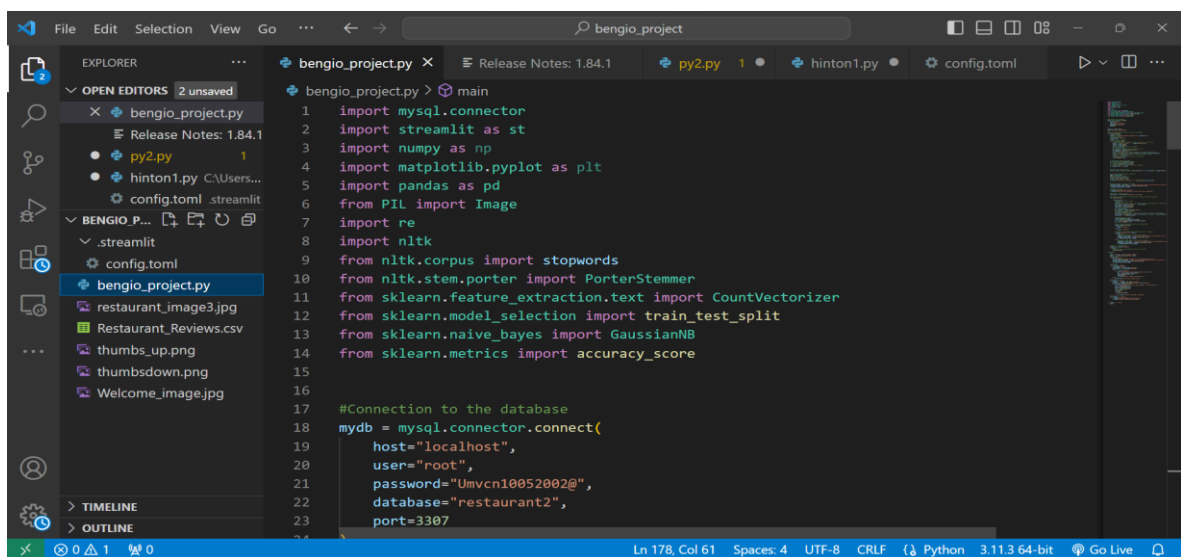 File Edit Selection View Go ··· bengio_project
EXPLORER ···
OPEN EDITORS 2 unsaved
bengio_project.py
Release Notes: 1.84.1
py2.py 1
hinton1.py C:\Users...
config.toml .streamlit
BENGIO_P...
.streamlit
config.toml
bengio_project.py
restaurant_image3.jpg
Restaurant_Reviews.csv
thumbs_up.png
thumbsdown.png
Welcome_image.jpg
TIMELINE
OUTLINE
bengio_project.py Release Notes: 1.84.1 py2.py 1 hinton1.py config.toml
bengio_project.py > main
1 import mysql.connector
2 import streamlit as st
3 import numpy as np
4 import matplotlib.pyplot as plt
5 import pandas as pd
6 from PIL import Image
7 import re
8 import nltk
9 from nltk.corpus import stopwords
10 from nltk.stem.porter import PorterStemmer
11 from sklearn.feature_extraction.text import CountVectorizer
12 from sklearn.model_selection import train_test_split
13 from sklearn.naive_bayes import GaussianNB
14 from sklearn.metrics import accuracy_score
15
16
17 #Connection to the database
18 mydb = mysql.connector.connect(
19 host="localhost",
20 user="root",
21 password="Umvcn10052002@",
22 database="restaurant2",
23 port=3307
24 )
2
0 1 0 Ln 178, Col 61 Spaces: 4 UTF-8 CRLF Python 3.11.3 64-bit Go Live